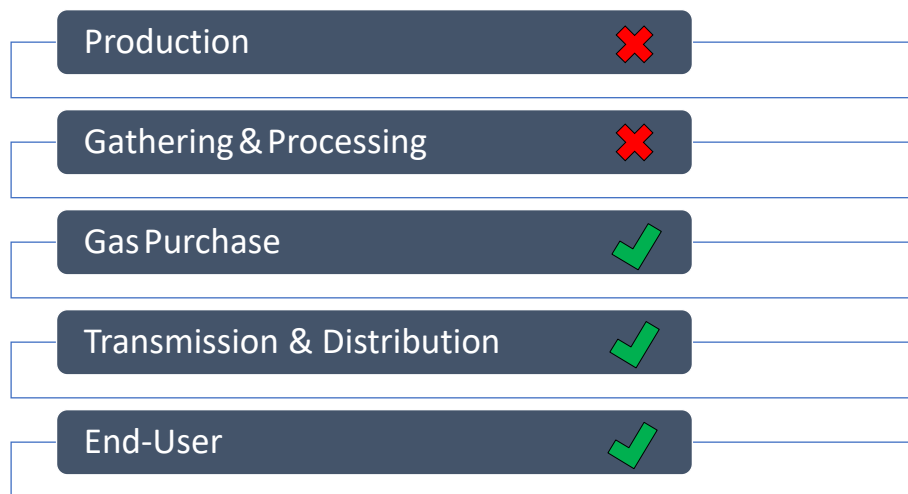 Production
Gathering & Processing
Gas Purchase
Transmission & Distribution
End-User